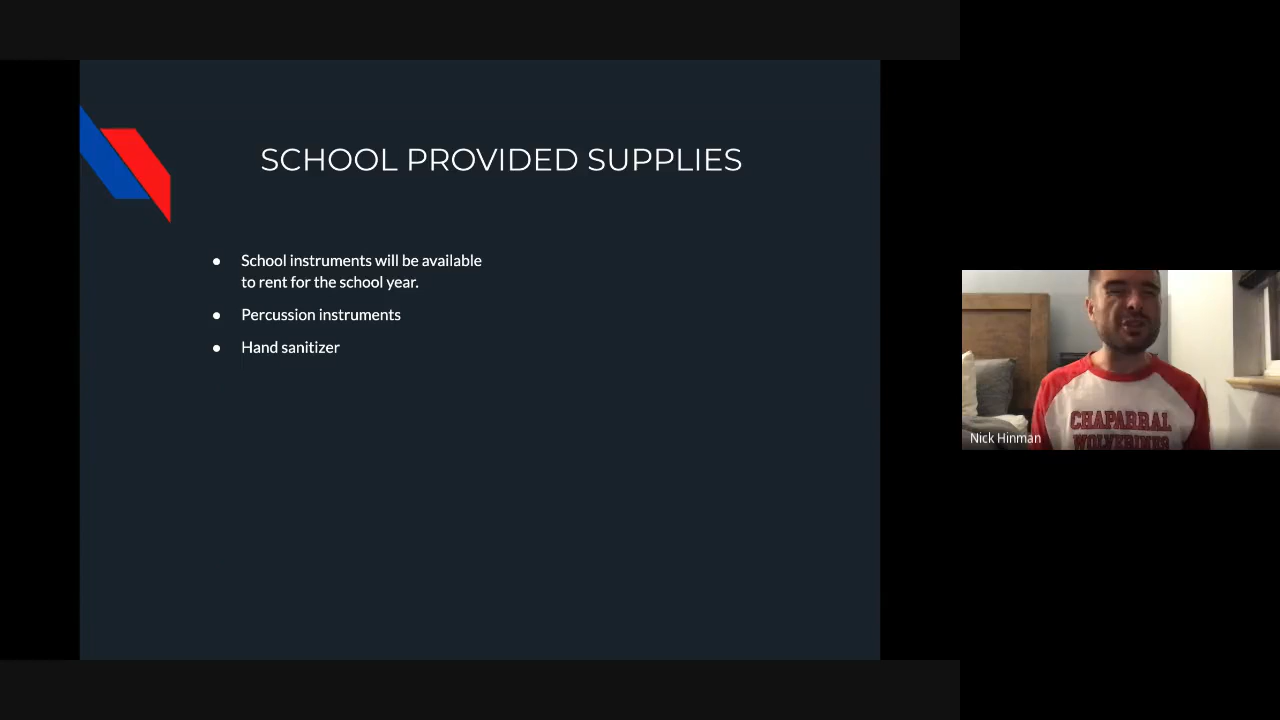 SCHOOL PROVIDED SUPPLIES
● School instruments will be available
to rent for the school year.
● Percussion instruments
● Hand sanitizer
CHAPARRAL
WOLVERINES
Nick Hinman